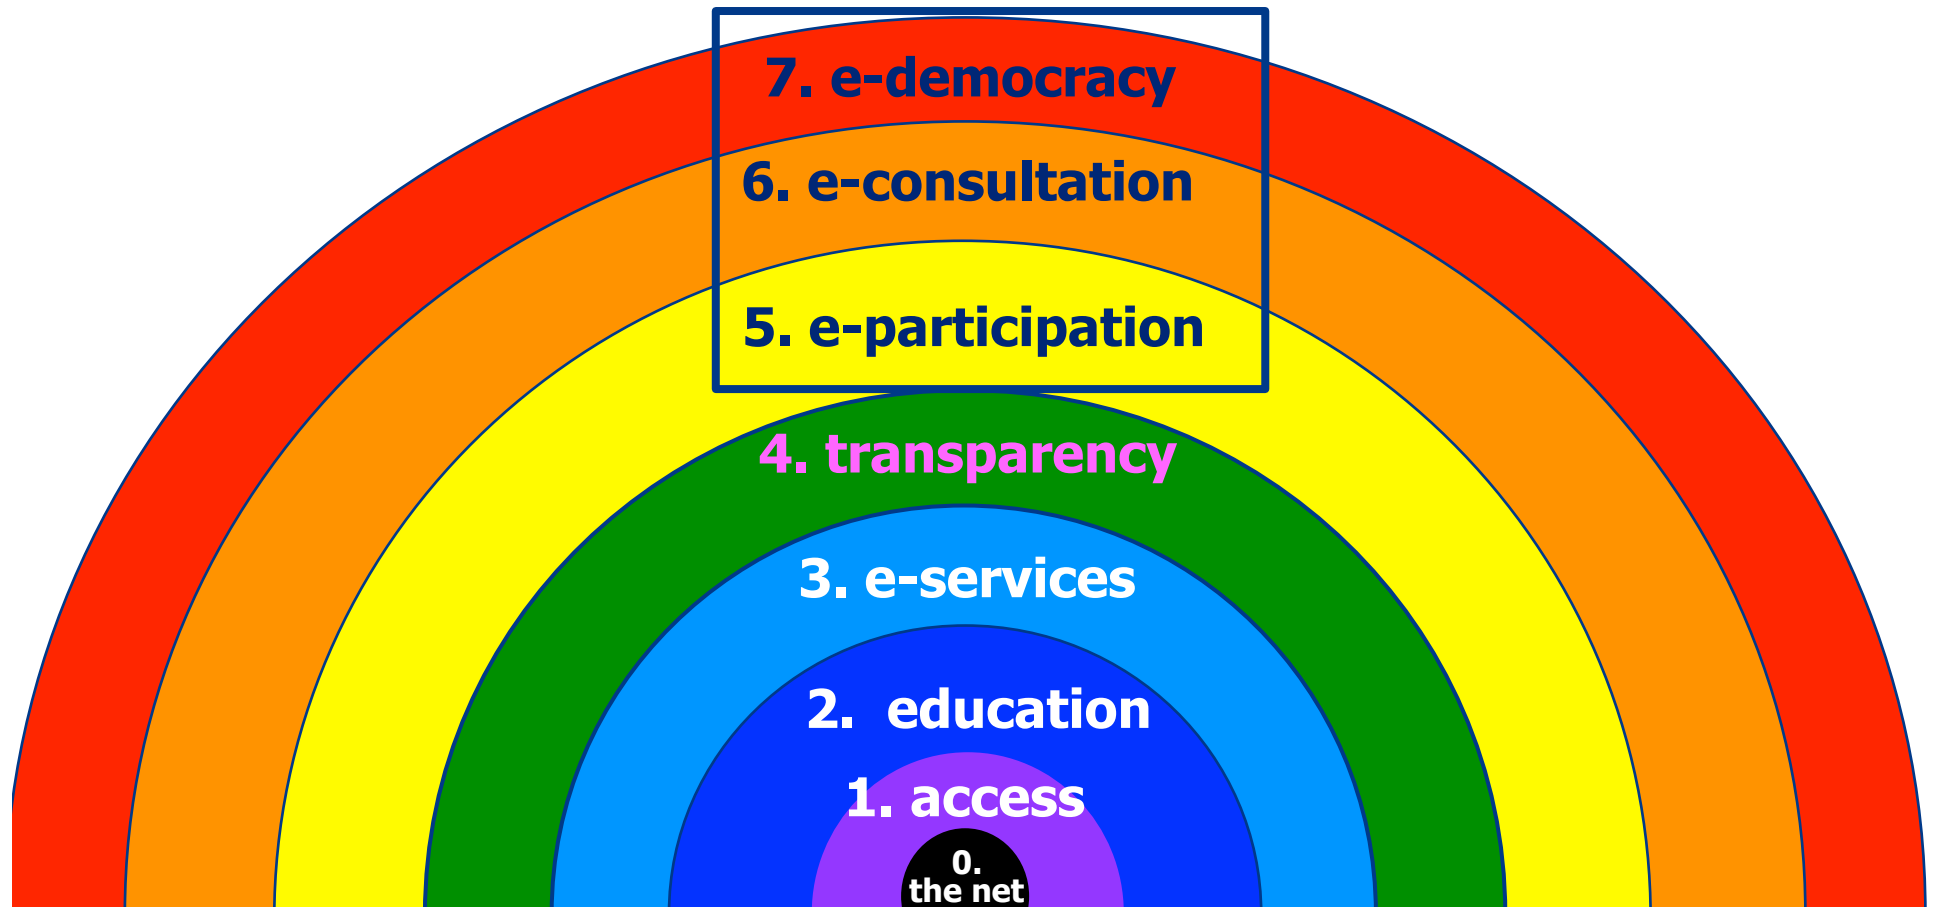 7. e-democracy
6. e-consultation
5. e-participation
4. transparency
3. e-services
2. education
1. access
0.
the net